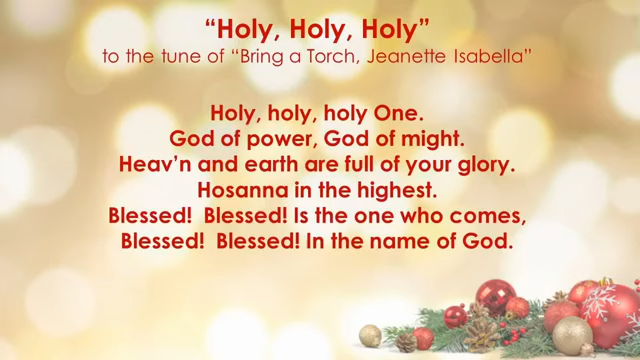 “Holy, Holy, Holy”
to the tune of “Bring a Torch, Jeanette Isabella”
Holy, holy, holy One.
God of power, God of might.
Heav’n and earth are full of your glory.
Hosanna in the highest.
Blessed!  Blessed! Is the one who comes,
Blessed!  Blessed! In the name of God.